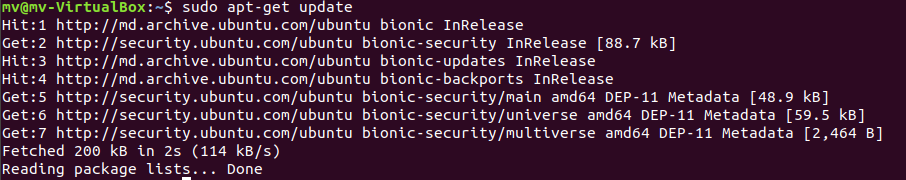 mv@mv-VirtualBox:~$ sudo apt-get update
Hit:1 http://md.archive.ubuntu.com/ubuntu bionic InRelease
Get:2 http://security.ubuntu.com/ubuntu bionic-security InRelease [88.7 kB]
Hit:3 http://md.archive.ubuntu.com/ubuntu bionic-updates InRelease
Hit:4 http://md.archive.ubuntu.com/ubuntu bionic-backports InRelease
Get:5 http://security.ubuntu.com/ubuntu bionic-security/main amd64 DEP-11 Metadata [48.9 kB]
Get:6 http://security.ubuntu.com/ubuntu bionic-security/universe amd64 DEP-11 Metadata [59.5 kB]
Get:7 http://security.ubuntu.com/ubuntu bionic-security/multiverse amd64 DEP-11 Metadata [2,464 B]
Fetched 200 kB in 2s (114 kB/s)
Reading package lists... Done